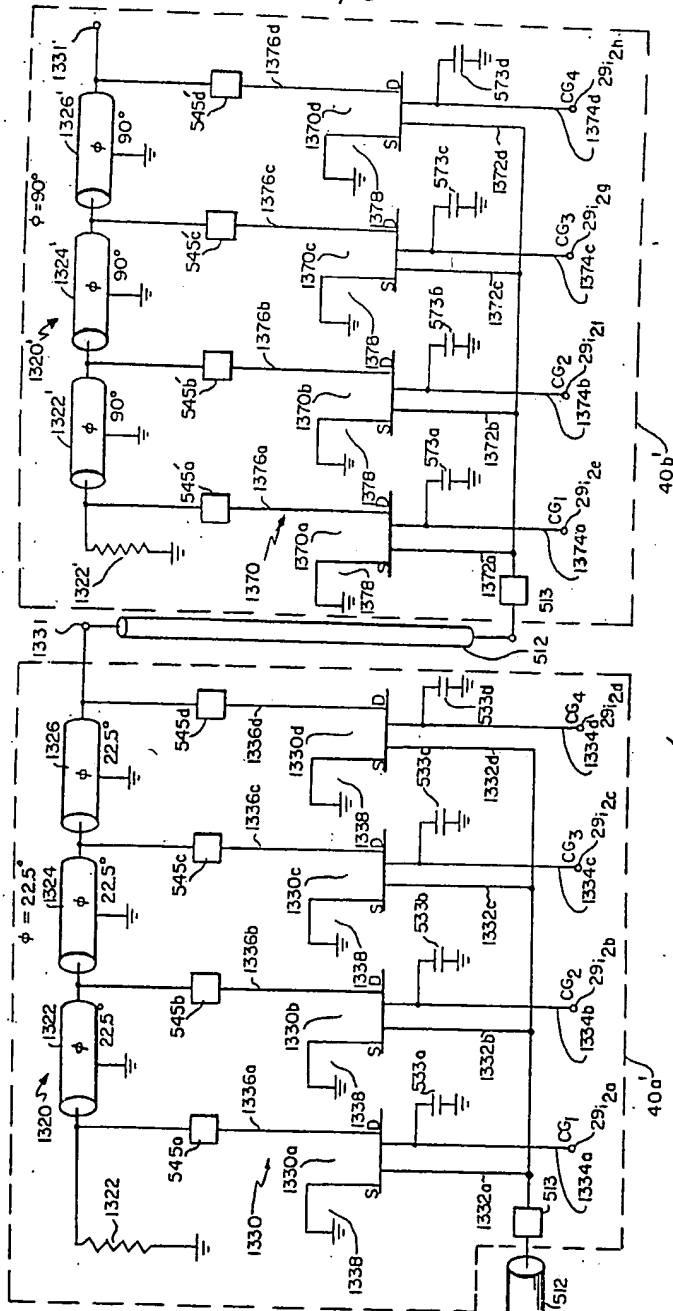 1331'
1326'
φ
90°
φ = 90°
1324'
φ
90°
1320'
1322'
φ
90°
1322'
545'd
1376d
545'c
1376c
545'b
1376b
545'a
1376a
1370
1370d
S
D
1378
573d
1370c
S
D
1378
573c
1370b
S
D
1378
573b
1370a
S
D
1378
573a
1372d
CG4
1374d
29i2h
1372c
CG3
1374c
29i2g
1372b
CG2
1374b
29i2f
1372a
CG1
1374a
29i2e
513
40b'
1331
512
1326
φ
22.5°
φ = 22.5°
1324
φ
22.5°
1322
φ
22.5°
1320
1322
545d
1336d
545c
1336c
545b
1336b
545a
1336a
1330
1330d
S
D
1338
533d
1330c
S
D
1338
533c
1330b
S
D
1338
533b
1330a
S
D
1338
533a
1332d
CG4
1334d
29i2d
1332c
CG3
1334c
29i2c
1332b
CG2
1334b
29i2b
1332a
CG1
1334a
29i2a
513
512
40a'